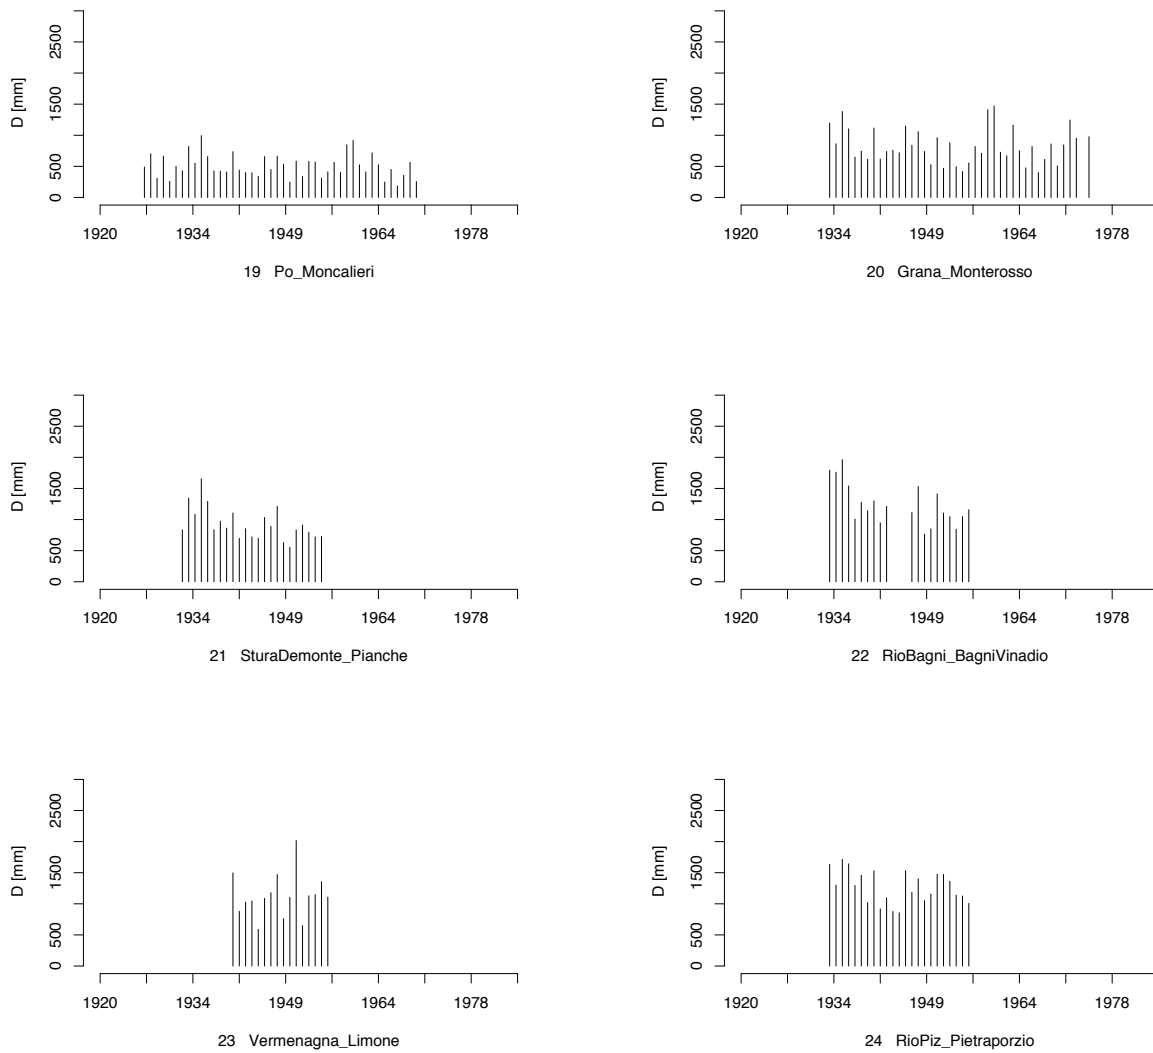 D [mm]
2500
1500
500
0
1920 1934 1949 1964 1978
19 Po_Moncalieri
D [mm]
2500
1500
500
0
1920 1934 1949 1964 1978
20 Grana_Monterosso
D [mm]
2500
1500
500
0
1920 1934 1949 1964 1978
21 SturaDemonte_Pianche
D [mm]
2500
1500
500
0
1920 1934 1949 1964 1978
22 RioBagni_BagniVinadio
D [mm]
2500
1500
500
0
1920 1934 1949 1964 1978
23 Vermenagna_Limone
D [mm]
2500
1500
500
0
1920 1934 1949 1964 1978
24 RioPiz_Pietraporzio